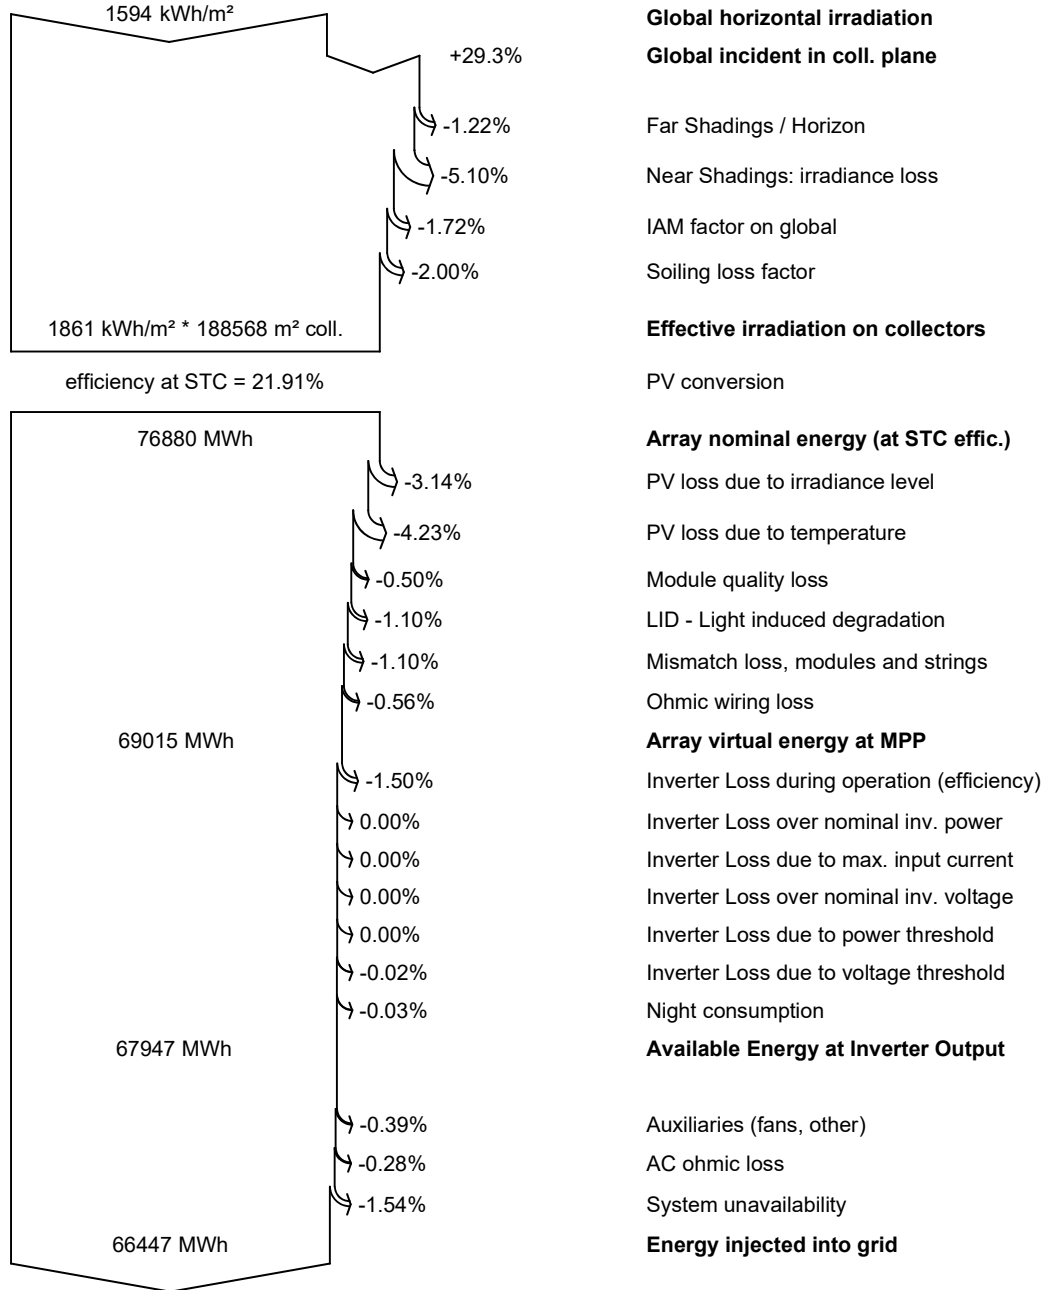 1594 kWh/m² Global horizontal irradiation
+29.3% Global incident in coll. plane
-1.22% Far Shadings / Horizon
-5.10% Near Shadings: irradiance loss
-1.72% IAM factor on global
-2.00% Soiling loss factor
1861 kWh/m² * 188568 m² coll. Effective irradiation on collectors
efficiency at STC = 21.91% PV conversion
76880 MWh Array nominal energy (at STC effic.)
-3.14% PV loss due to irradiance level
-4.23% PV loss due to temperature
-0.50% Module quality loss
-1.10% LID - Light induced degradation
-1.10% Mismatch loss, modules and strings
-0.56% Ohmic wiring loss
69015 MWh Array virtual energy at MPP
-1.50% Inverter Loss during operation (efficiency)
0.00% Inverter Loss over nominal inv. power
0.00% Inverter Loss due to max. input current
0.00% Inverter Loss over nominal inv. voltage
0.00% Inverter Loss due to power threshold
-0.02% Inverter Loss due to voltage threshold
-0.03% Night consumption
67947 MWh Available Energy at Inverter Output
-0.39% Auxiliaries (fans, other)
-0.28% AC ohmic loss
-1.54% System unavailability
66447 MWh Energy injected into grid